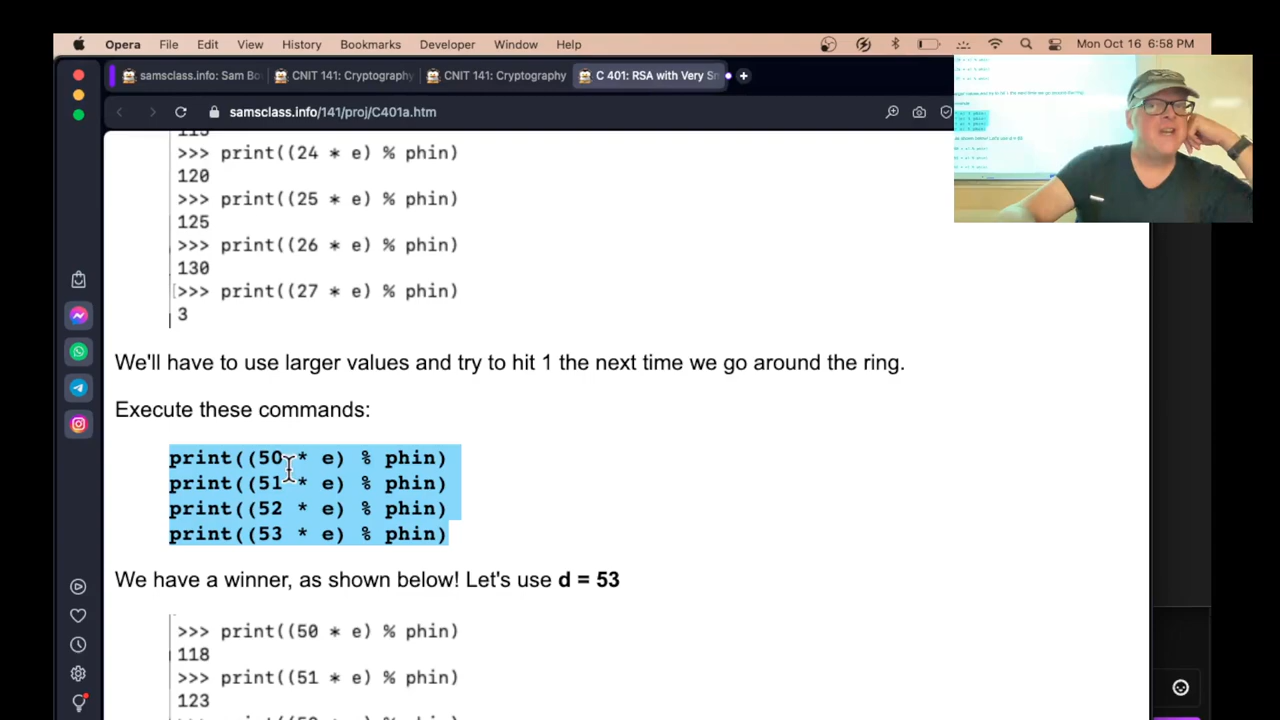 Opera File Edit View History Bookmarks Developer Window Help Mon Oct 16 6:58 PM
samsclass.info: Sam Bo CNIT 141: Cryptography CNIT 141: Cryptography C 401: RSA with Very S
samsclass.info/141/proj/C401a.htm
115
>>> print((24 * e) % phin)
120
>>> print((25 * e) % phin)
125
>>> print((26 * e) % phin)
130
[>>> print((27 * e) % phin)
3
We'll have to use larger values and try to hit 1 the next time we go around the ring.
Execute these commands:
print((50 * e) % phin)
print((51 * e) % phin)
print((52 * e) % phin)
print((53 * e) % phin)
We have a winner, as shown below! Let's use d = 53
>>> print((50 * e) % phin)
118
>>> print((51 * e) % phin)
123